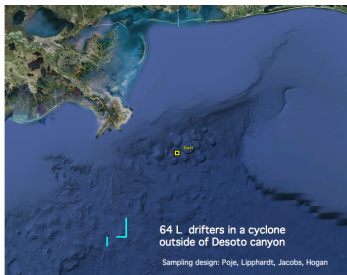 64 L drifters in a cyclone
outside of Desoto canyon
Sampling design: Poje, Lipphardt, Jacobs, Hogan